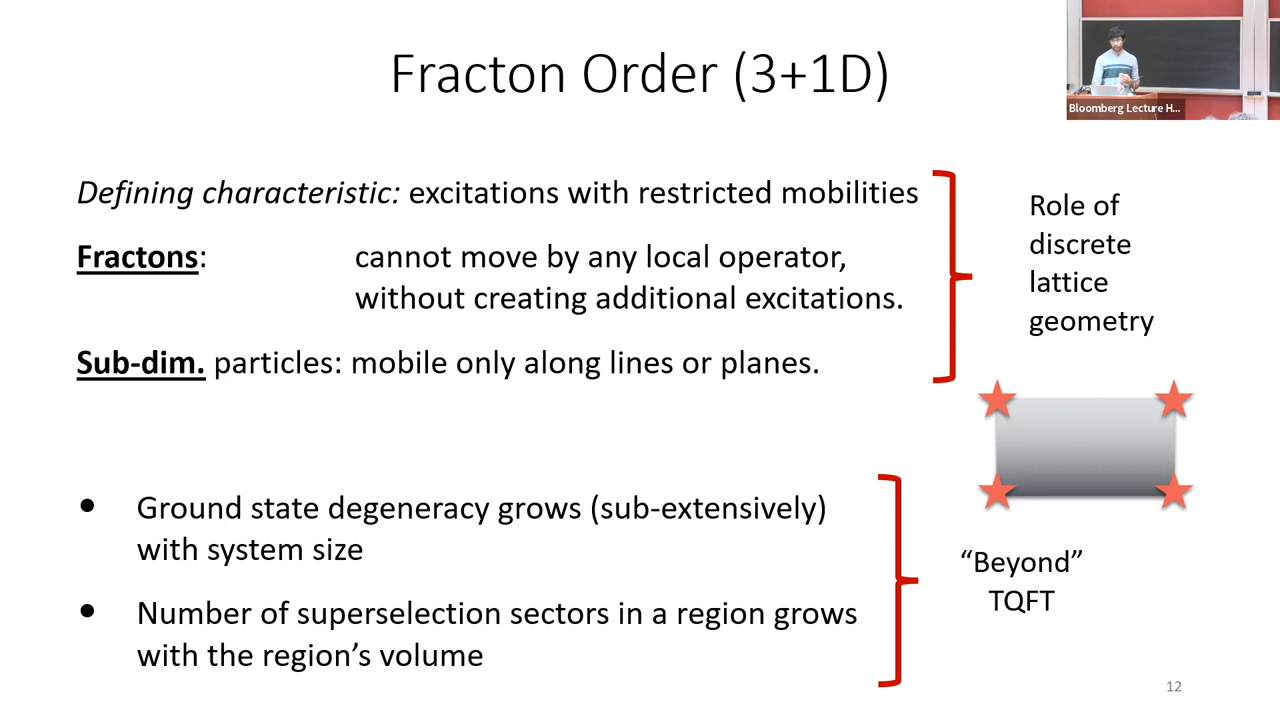 Fracton Order (3+1D)
Bloomberg Lecture H...
Defining characteristic: excitations with restricted mobilities
Fractons: cannot move by any local operator,
without creating additional excitations.
Sub-dim. particles: mobile only along lines or planes.
Role of
discrete
lattice
geometry
• Ground state degeneracy grows (sub-extensively)
with system size
• Number of superselection sectors in a region grows
with the region’s volume
“Beyond”
TQFT
12